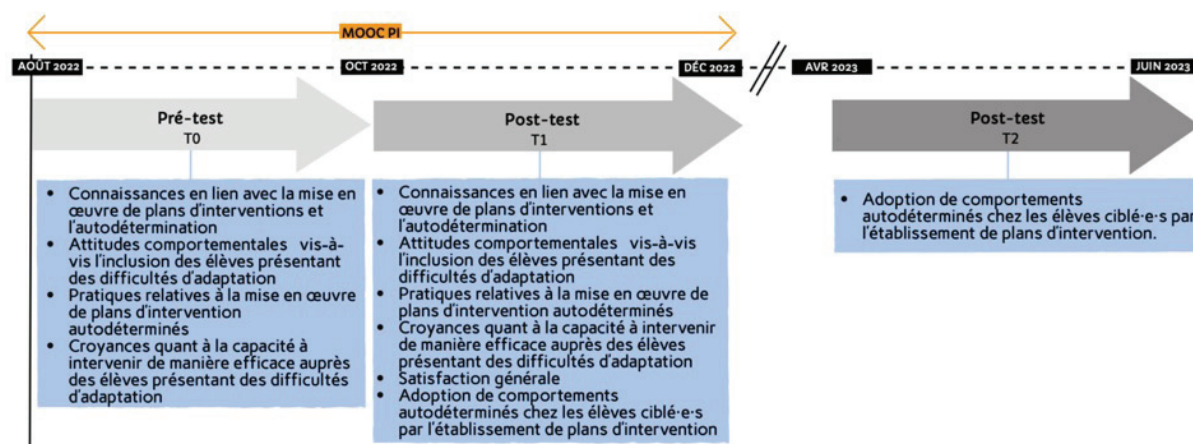 MOOC PI
AOÛT 2022
OCT 2022
DÉC 2022
AVR 2023
JUIN 2023
Pré-test
T0
Post-test
T1
Post-test
T2
• Connaissances en lien avec la mise en
œuvre de plans d'interventions et
l'autodétermination
• Attitudes comportementales vis-à-
vis l'inclusion des élèves présentant
des difficultés d'adaptation
• Pratiques relatives à la mise en œuvre
de plans d'intervention
autodéterminés
• Croyances quant à la capacité à
intervenir de manière efficace auprès
des élèves présentant des difficultés
d'adaptation
• Connaissances en lien avec la mise en
œuvre de plans d'interventions et
l'autodétermination
• Attitudes comportementales vis-à-vis
l'inclusion des élèves présentant des
difficultés d'adaptation
• Pratiques relatives à la mise en œuvre de
plans d'intervention autodéterminés
• Croyances quant à la capacité à intervenir
de manière efficace auprès des élèves
présentant des difficultés d'adaptation
• Satisfaction générale
• Adoption de comportements
autodéterminés chez les élèves ciblé·e·s
par l'établissement de plans d'intervention
• Adoption de comportements
autodéterminés chez les élèves ciblé·e·s par
l'établissement de plans d'intervention.